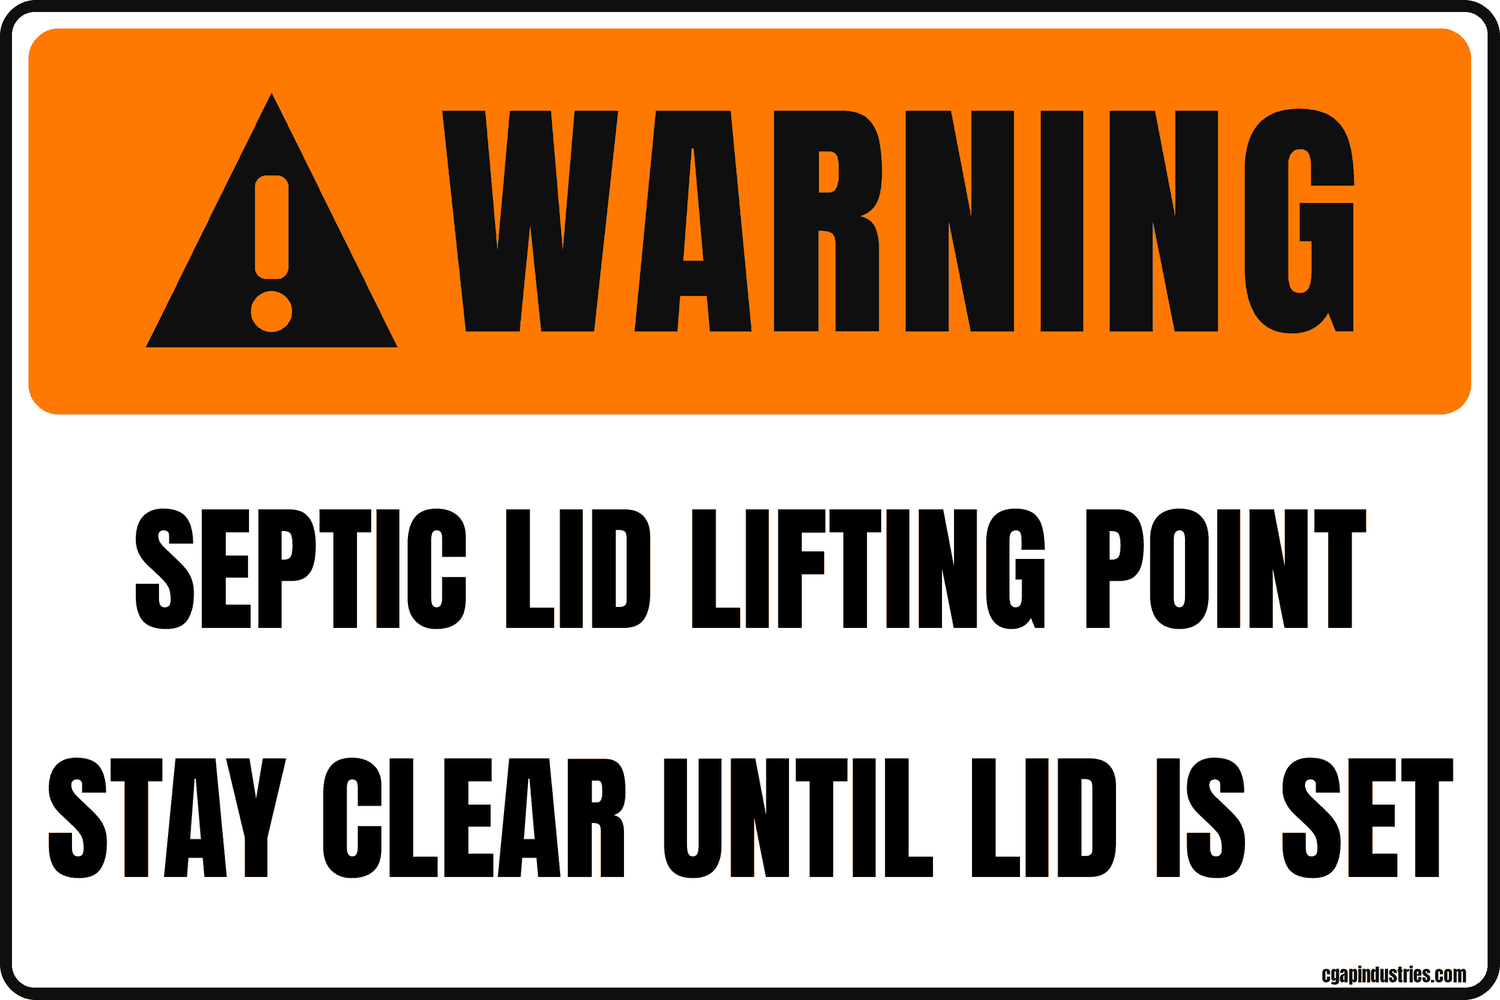 WARNING
SEPTIC LID LIFTING POINT
STAY CLEAR UNTIL LID IS SET
cgapindustries.com